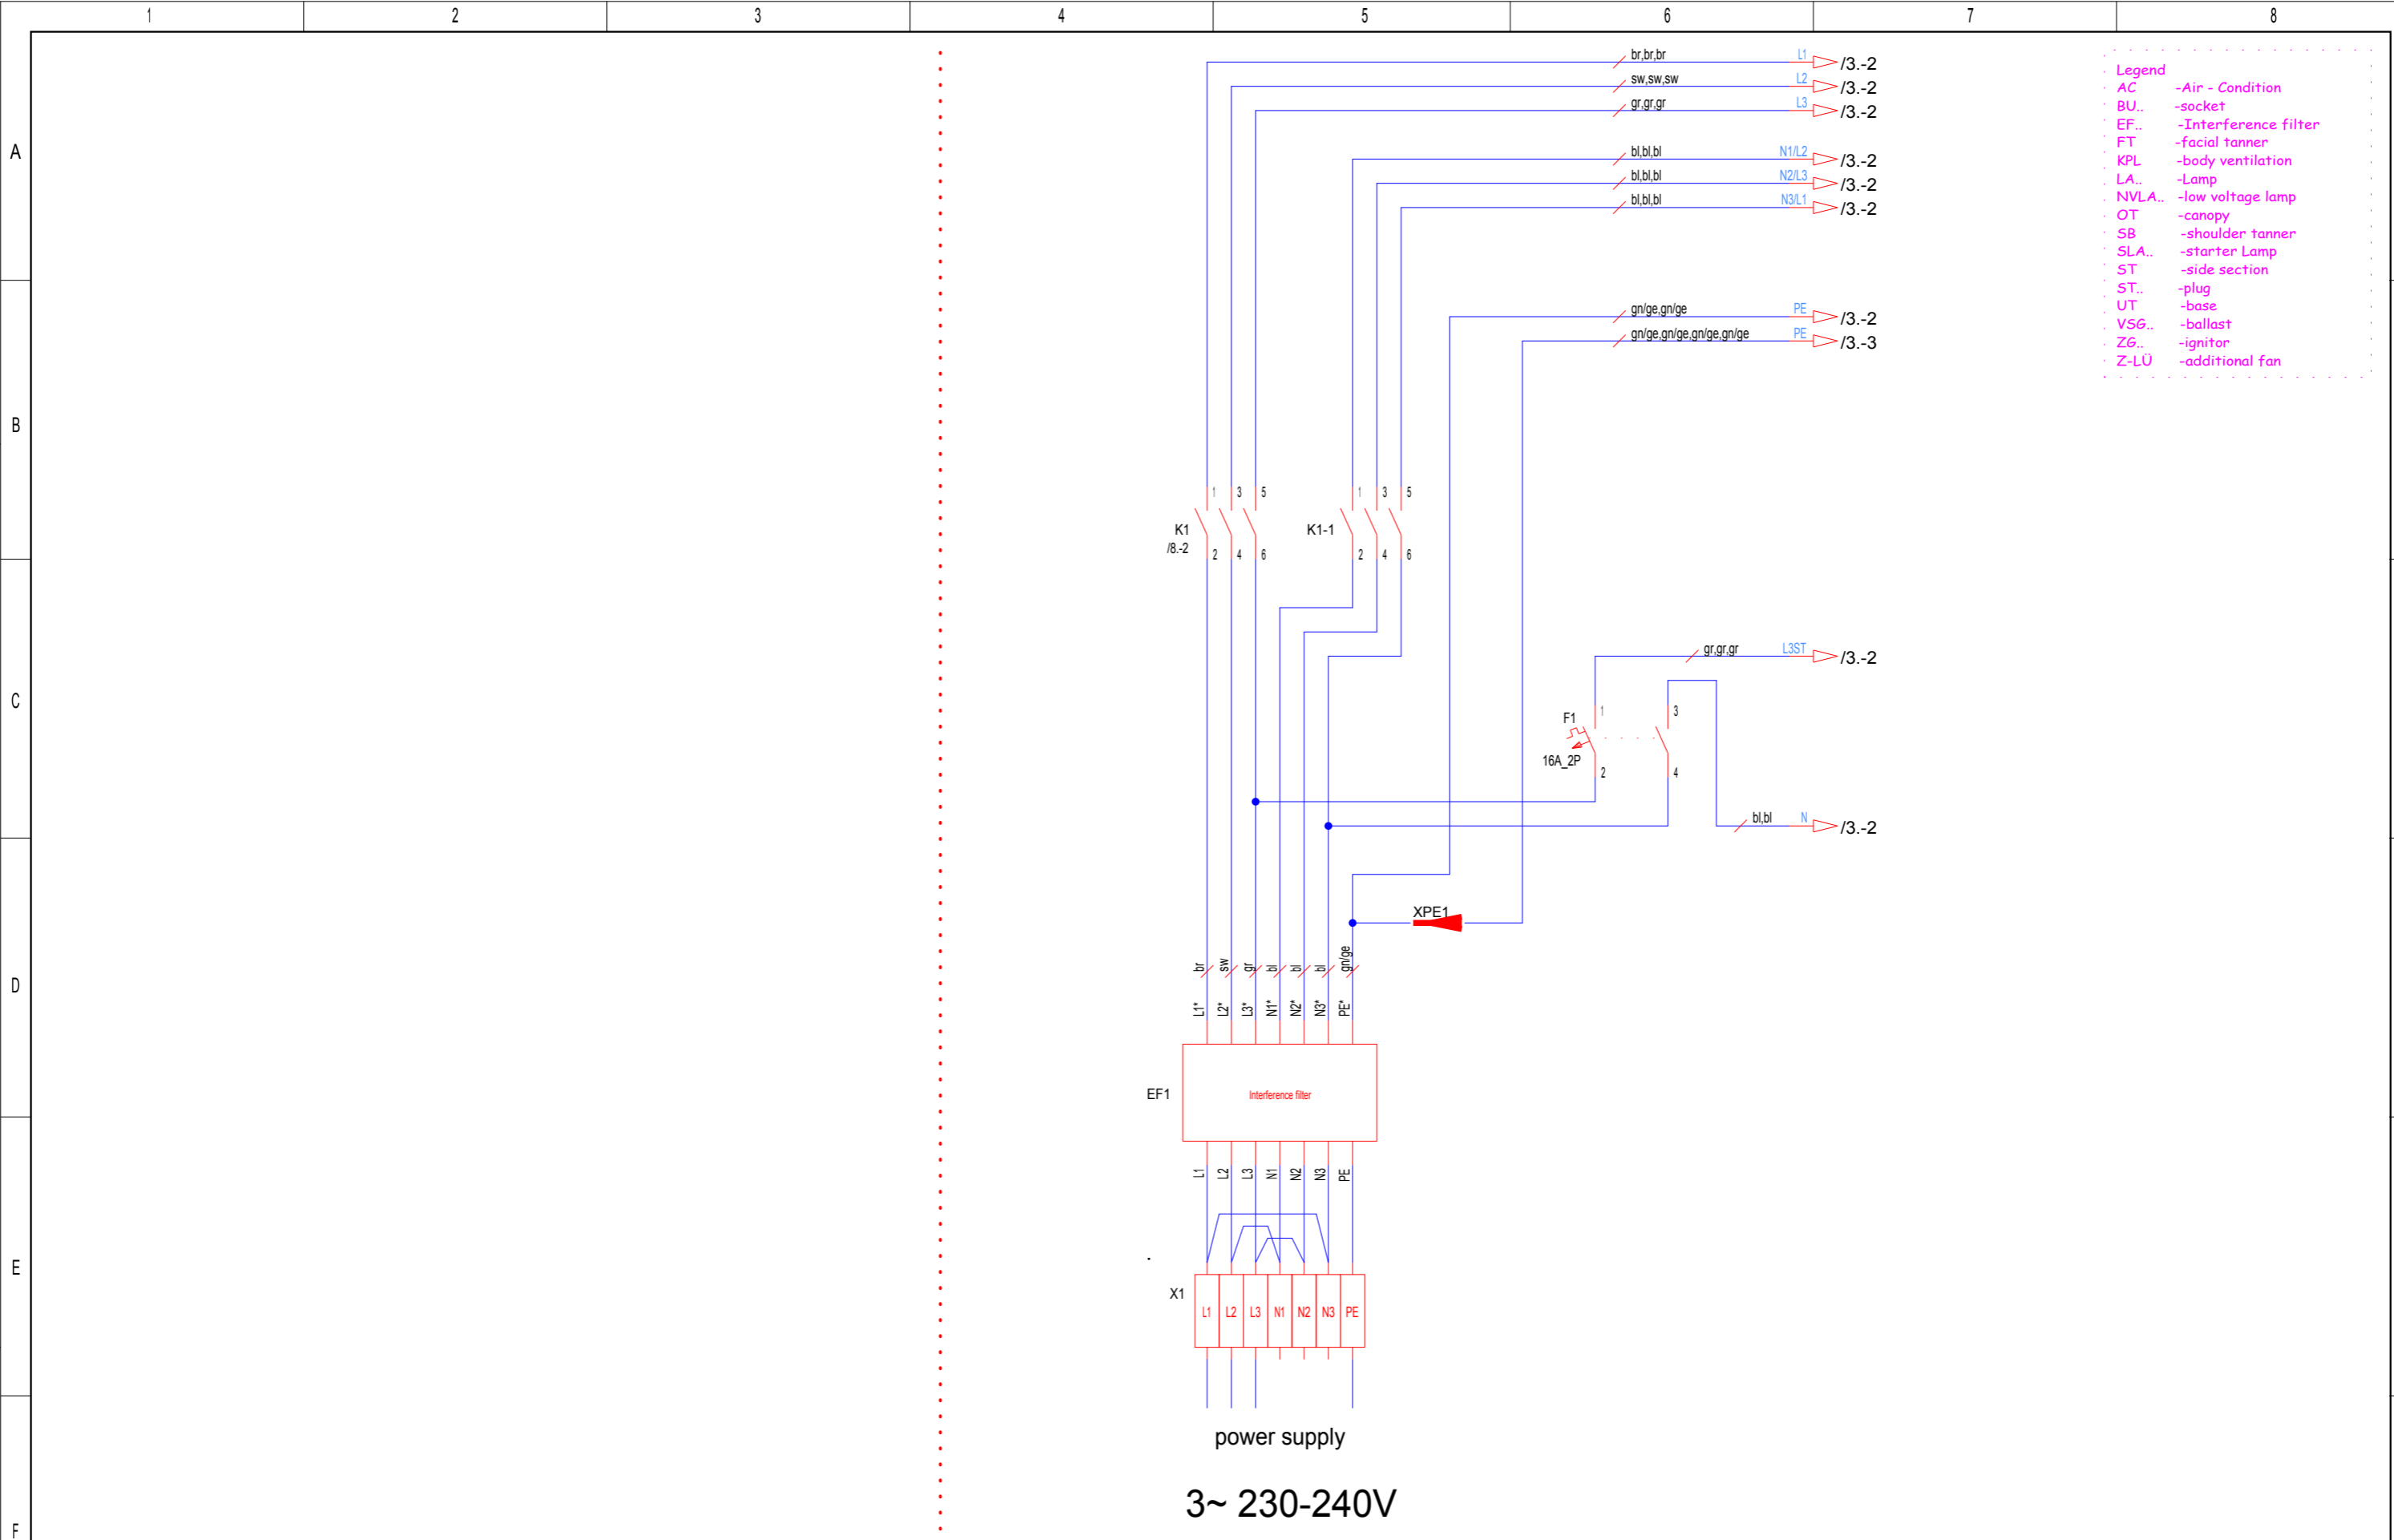 1 2 3 4 5 6 7 8
A
B
C
D
E
F
br,br,br L1 /3.-2
sw,sw,sw L2 /3.-2
gr,gr,gr L3 /3.-2
bl,bl,bl N1/L2 /3.-2
bl,bl,bl N2/L3 /3.-2
bl,bl,bl N3/L1 /3.-2
gn/ge,gn/ge PE /3.-2
gn/ge,gn/ge,gn/ge,gn/ge PE /3.-3
Legend
AC -Air - Condition
BU.. -socket
EF.. -Interference filter
FT -facial tanner
KPL -body ventilation
LA.. -Lamp
NVLA.. -low voltage lamp
OT -canopy
SB -shoulder tanner
SLA.. -starter Lamp
ST -side section
ST.. -plug
UT -base
VSG.. -ballast
ZG.. -ignitor
Z-LÜ -additional fan
1 3 5 1 3 5
K1 K1-1
/8.-2 2 4 6 2 4 6
gr,gr,gr L3ST /3.-2
F1 1 3
16A_2P 2 4
bl,bl N /3.-2
XPE1
br sw gr bl bl bl gn/ge
L1* L2* L3* N1* N2* N3* PE*
EF1 Interference filter
L1 L2 L3 N1 N2 N3 PE
X1 L1 L2 L3 N1 N2 N3 PE
power supply
3~ 230-240V